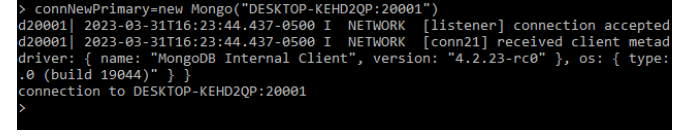 > connNewPrimary=new Mongo("DESKTOP-KEHD2QP:20001")
d20001| 2023-03-31T16:23:44.437-0500 I  NETWORK  [listener] connection accepted
d20001| 2023-03-31T16:23:44.437-0500 I  NETWORK  [conn21] received client metad
driver: { name: "MongoDB Internal Client", version: "4.2.23-rc0" }, os: { type:
.0 (build 19044)" } }
connection to DESKTOP-KEHD2QP:20001
>